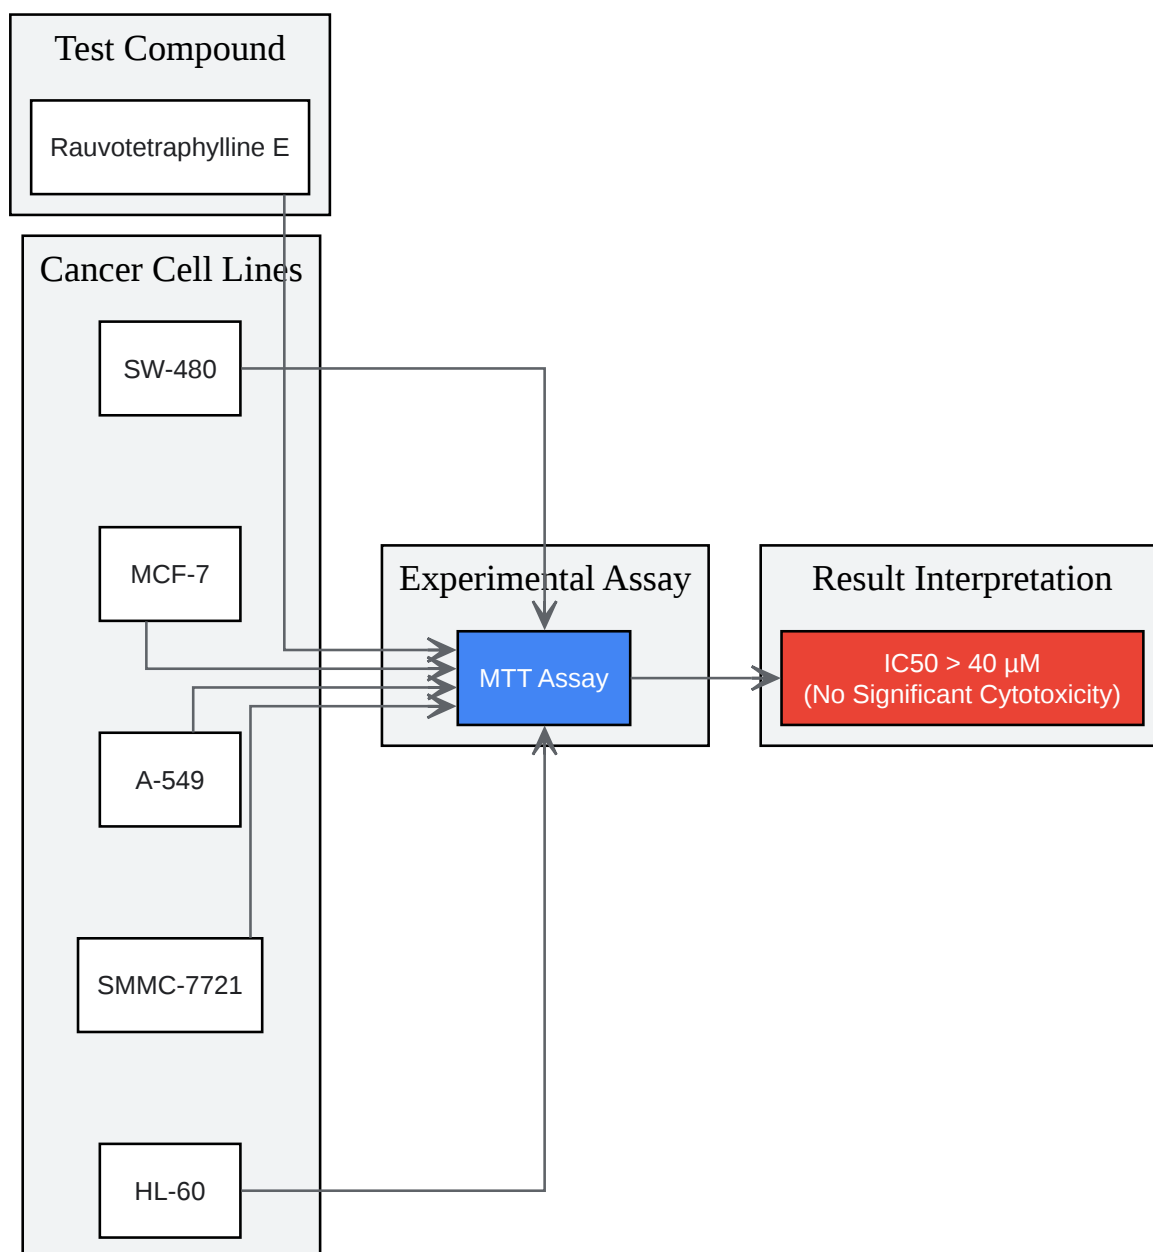 Test Compound
Rauvotetraphylline E
Cancer Cell Lines
SW-480
MCF-7
A-549
SMMC-7721
HL-60
Experimental Assay
MTT Assay
Result Interpretation
IC50 > 40 µM
(No Significant Cytotoxicity)